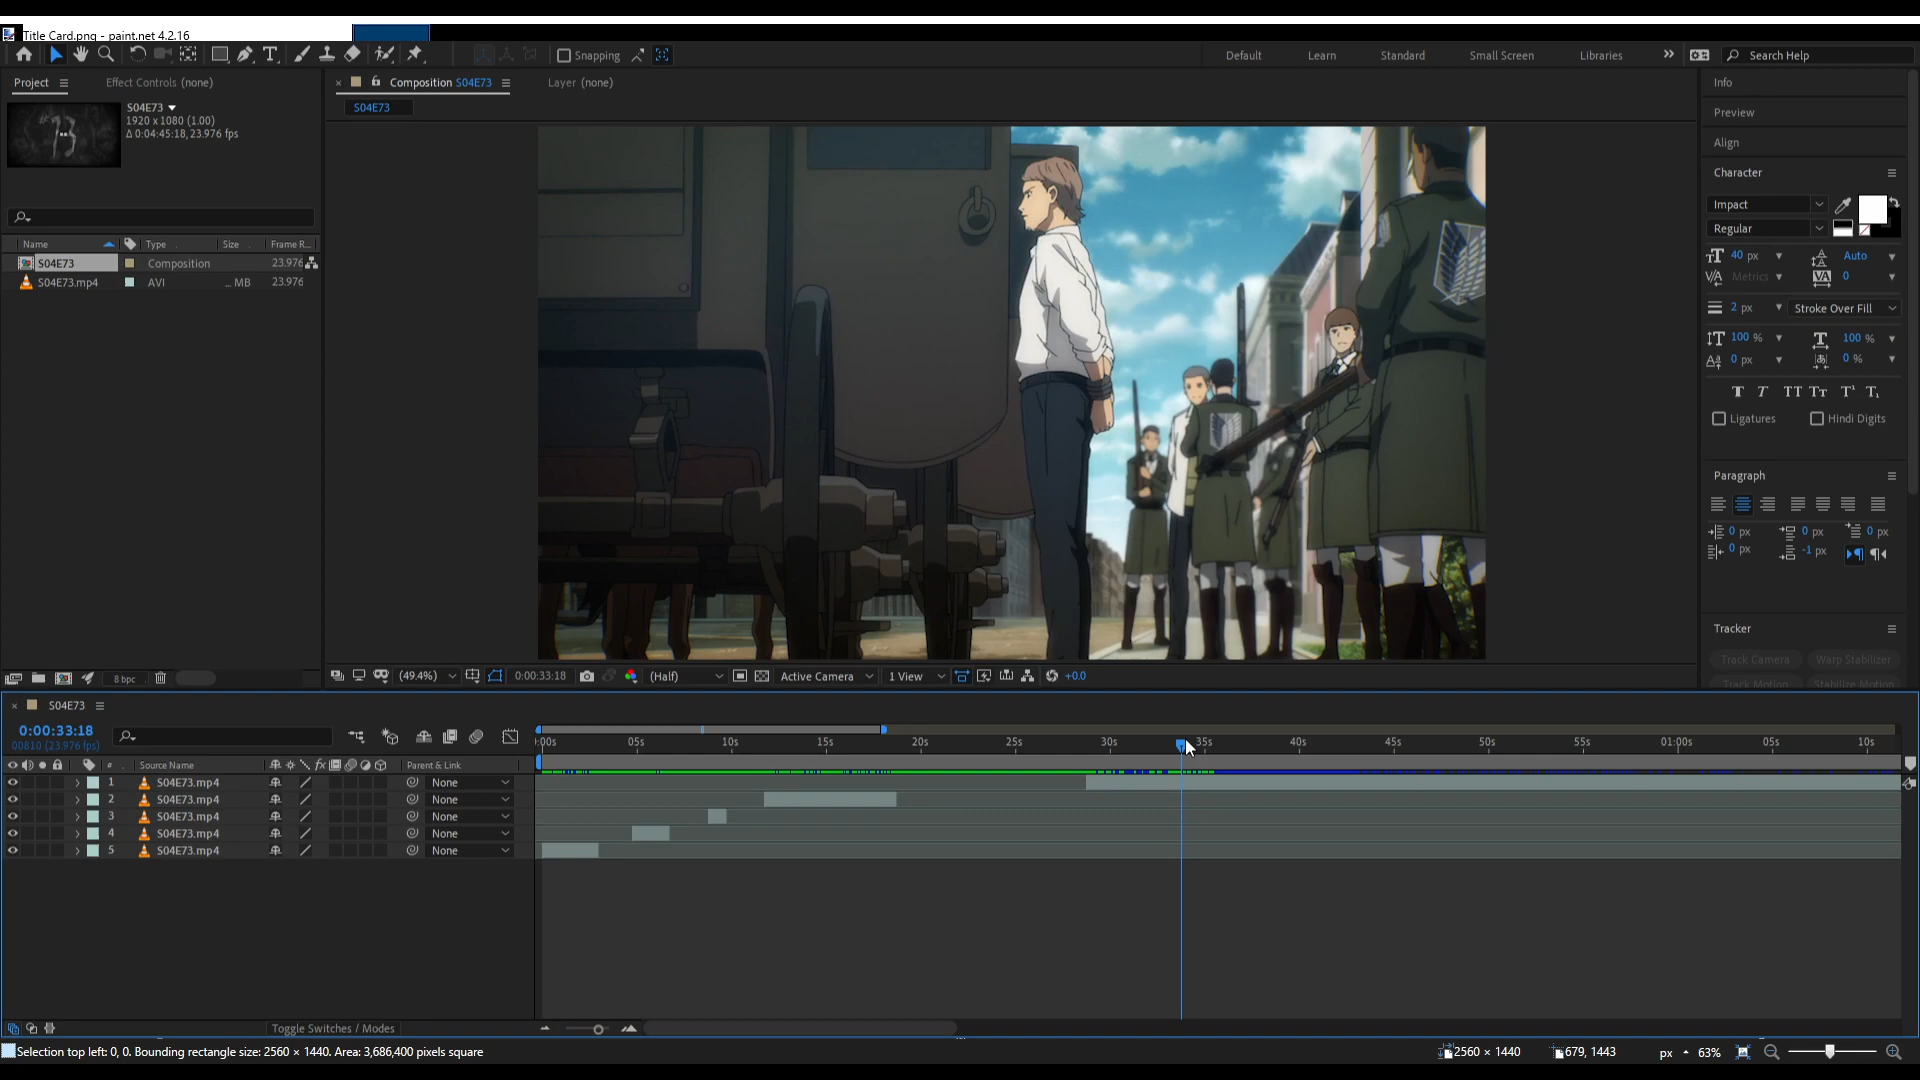 Title Card.png - paint.net 4.2.16
Snapping
Default
Learn
Standard
Small Screen
Libraries
Search Help
Project
Effect Controls (none)
Composition S04E73
Layer (none)
S04E73
S04E73
1920 x 1080 (1.00)
Δ 0:04:45:18, 23.976 fps
#73
Name
Type
Size
Frame R...
S04E73
Composition
23.976
S04E73.mp4
AVI
... MB
23.976
8 bpc
(49.4%)
0:00:33:18
(Half)
Active Camera
1 View
+0.0
Info
Preview
Align
Character
Impact
Regular
40 px
Auto
Metrics
0
2 px
Stroke Over Fill
100 %
100 %
0 px
0 %
Ligatures
Hindi Digits
Paragraph
0 px
0 px
0 px
0 px
-1 px
Tracker
Track Camera
Warp Stabilizer
Track Motion
Stabilize Motion
S04E73
0:00:33:18
00810 (23.976 fps)
:00s
05s
10s
15s
20s
25s
30s
35s
40s
45s
50s
55s
01:00s
05s
10s
#
Source Name
Parent & Link
1
S04E73.mp4
None
2
S04E73.mp4
None
3
S04E73.mp4
None
4
S04E73.mp4
None
5
S04E73.mp4
None
Toggle Switches / Modes
Selection top left: 0, 0. Bounding rectangle size: 2560 × 1440. Area: 3,686,400 pixels square
2560 × 1440
679, 1443
px
63%